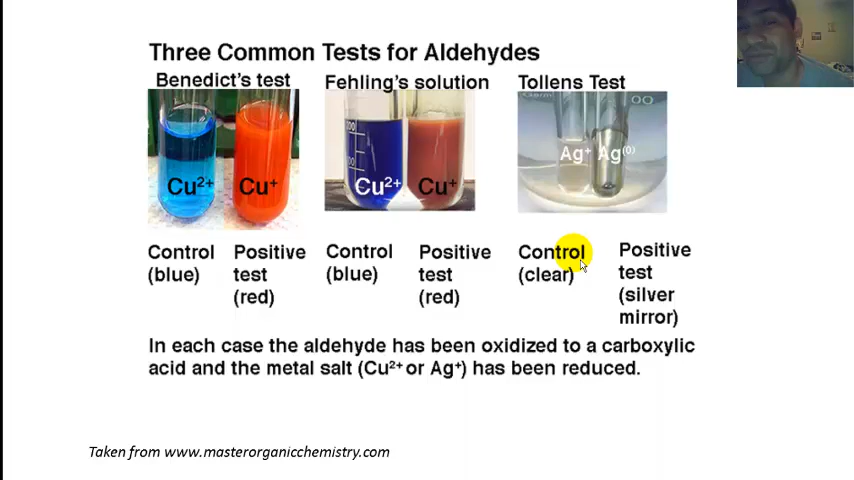 Three Common Tests for Aldehydes
Benedict's test
Fehling's solution
Tollens Test
Cu²⁺
Cu⁺
Cu²⁺
Cu⁺
Ag⁺
Ag⁽⁰⁾
Control
(blue)
Positive
test
(red)
Control
(blue)
Positive
test
(red)
Control
(clear)
Positive
test
(silver
mirror)
In each case the aldehyde has been oxidized to a carboxylic
acid and the metal salt (Cu²⁺ or Ag⁺) has been reduced.
Taken from www.masterorganicchemistry.com